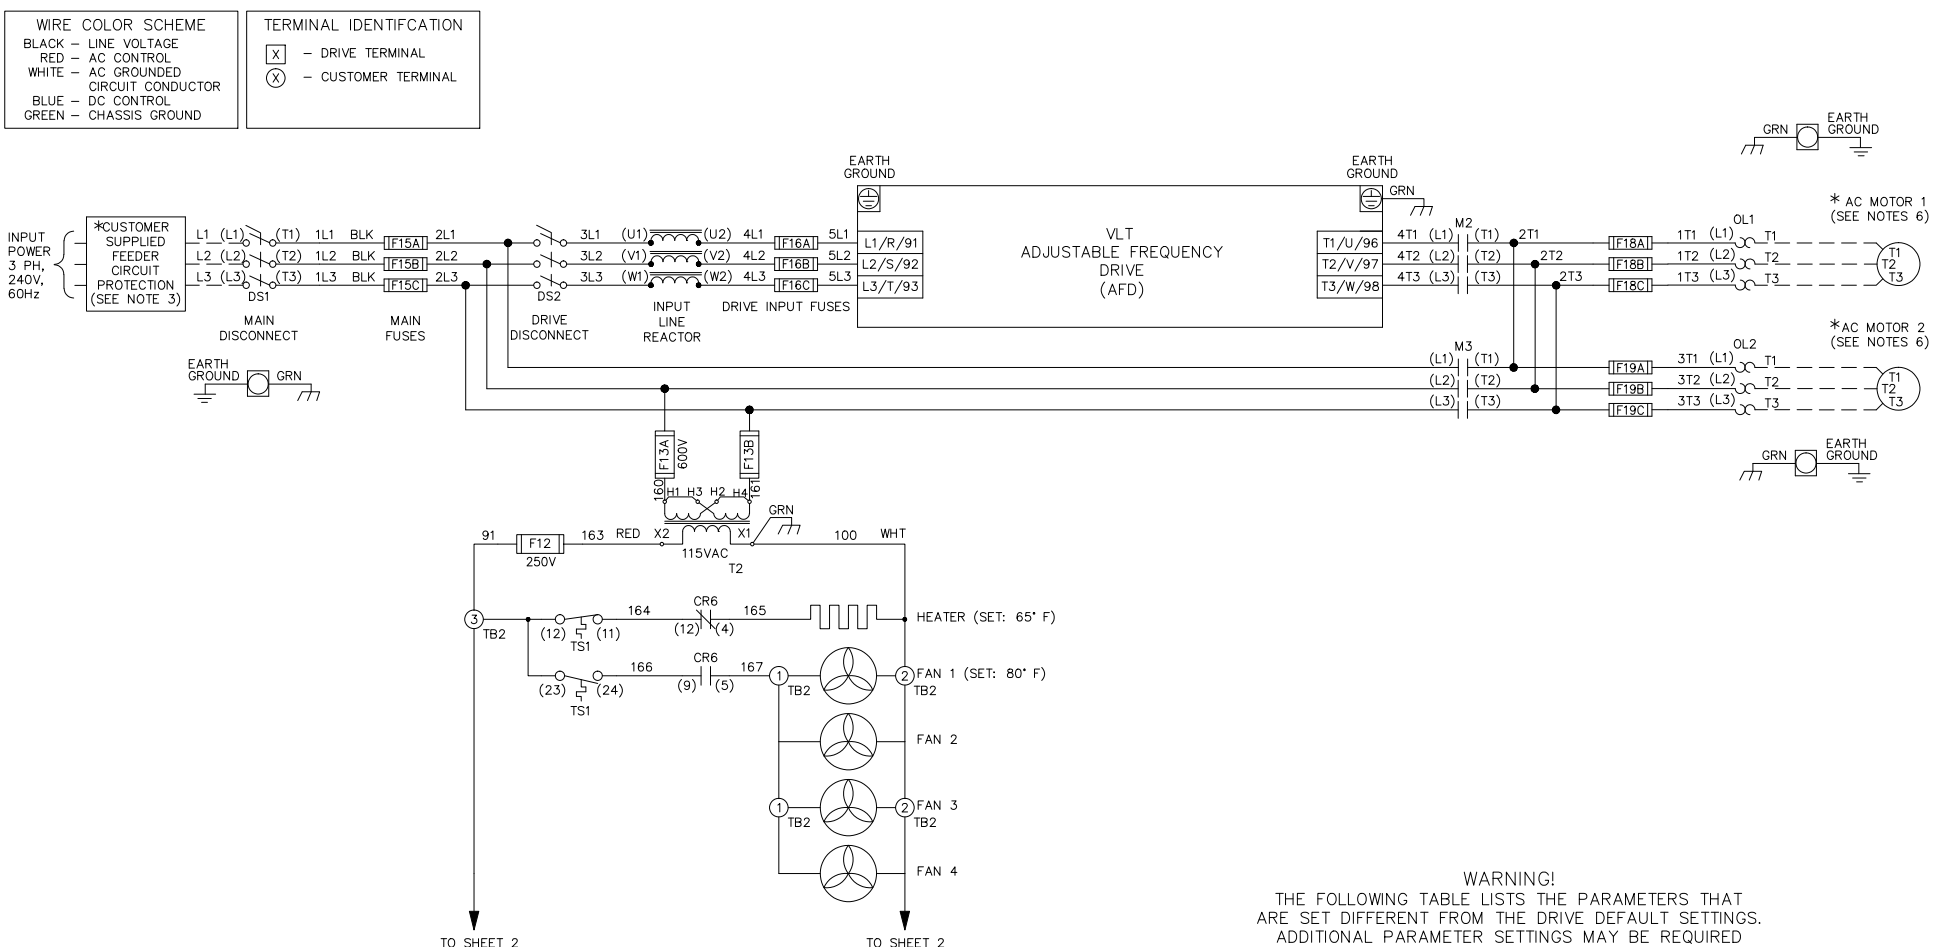 WIRE COLOR SCHEME
BLACK – LINE VOLTAGE
RED – AC CONTROL
WHITE – AC GROUNDED
CIRCUIT CONDUCTOR
BLUE – DC CONTROL
GREEN – CHASSIS GROUND
TERMINAL IDENTIFCATION
X – DRIVE TERMINAL
X – CUSTOMER TERMINAL
GRN
EARTH
GROUND
EARTH
GROUND
EARTH
GROUND
GRN
INPUT
POWER
3 PH,
240V,
60Hz
*CUSTOMER
SUPPLIED
FEEDER
CIRCUIT
PROTECTION
(SEE NOTE 3)
L1 (L1) (T1) 1L1 BLK F15A 2L1 3L1 (U1) (U2) 4L1 F16A 5L1 L1/R/91
L2 (L2) (T2) 1L2 BLK F15B 2L2 3L2 (V1) (V2) 4L2 F16B 5L2 L2/S/92
L3 (L3) (T3) 1L3 BLK F15C 2L3 3L3 (W1) (W2) 4L3 F16C 5L3 L3/T/93
DS1
MAIN
DISCONNECT
MAIN
FUSES
DS2
DRIVE
DISCONNECT
INPUT
LINE
REACTOR
DRIVE INPUT FUSES
VLT
ADJUSTABLE FREQUENCY
DRIVE
(AFD)
M2
OL1
* AC MOTOR 1
(SEE NOTES 6)
T1/U/96 4T1 (L1) (T1) 2T1 F18A 1T1 (L1) T1
T2/V/97 4T2 (L2) (T2) 2T2 F18B 1T2 (L2) T2
T3/W/98 4T3 (L3) (T3) 2T3 F18C 1T3 (L3) T3
T1
T2
T3
M3
OL2
* AC MOTOR 2
(SEE NOTES 6)
(L1) (T1) F19A 3T1 (L1) T1
(L2) (T2) F19B 3T2 (L2) T2
(L3) (T3) F19C 3T3 (L3) T3
T1
T2
T3
EARTH
GROUND
GRN
GRN
EARTH
GROUND
F13A
600V
F13B
160
161
H1 H3 H2 H4
GRN
91 F12 163 RED X2 X1 100 WHT
250V
115VAC
T2
3
TB2
164 CR6 165
(12) (11) (12) (4)
TS1
HEATER (SET: 65° F)
166 CR6 167 1 2 FAN 1 (SET: 80° F)
(23) (24) (9) (5) TB2 TB2
TS1
FAN 2
1 2 FAN 3
TB2 TB2
FAN 4
TO SHEET 2
TO SHEET 2
WARNING!
THE FOLLOWING TABLE LISTS THE PARAMETERS THAT
ARE SET DIFFERENT FROM THE DRIVE DEFAULT SETTINGS.
ADDITIONAL PARAMETER SETTINGS MAY BE REQUIRED